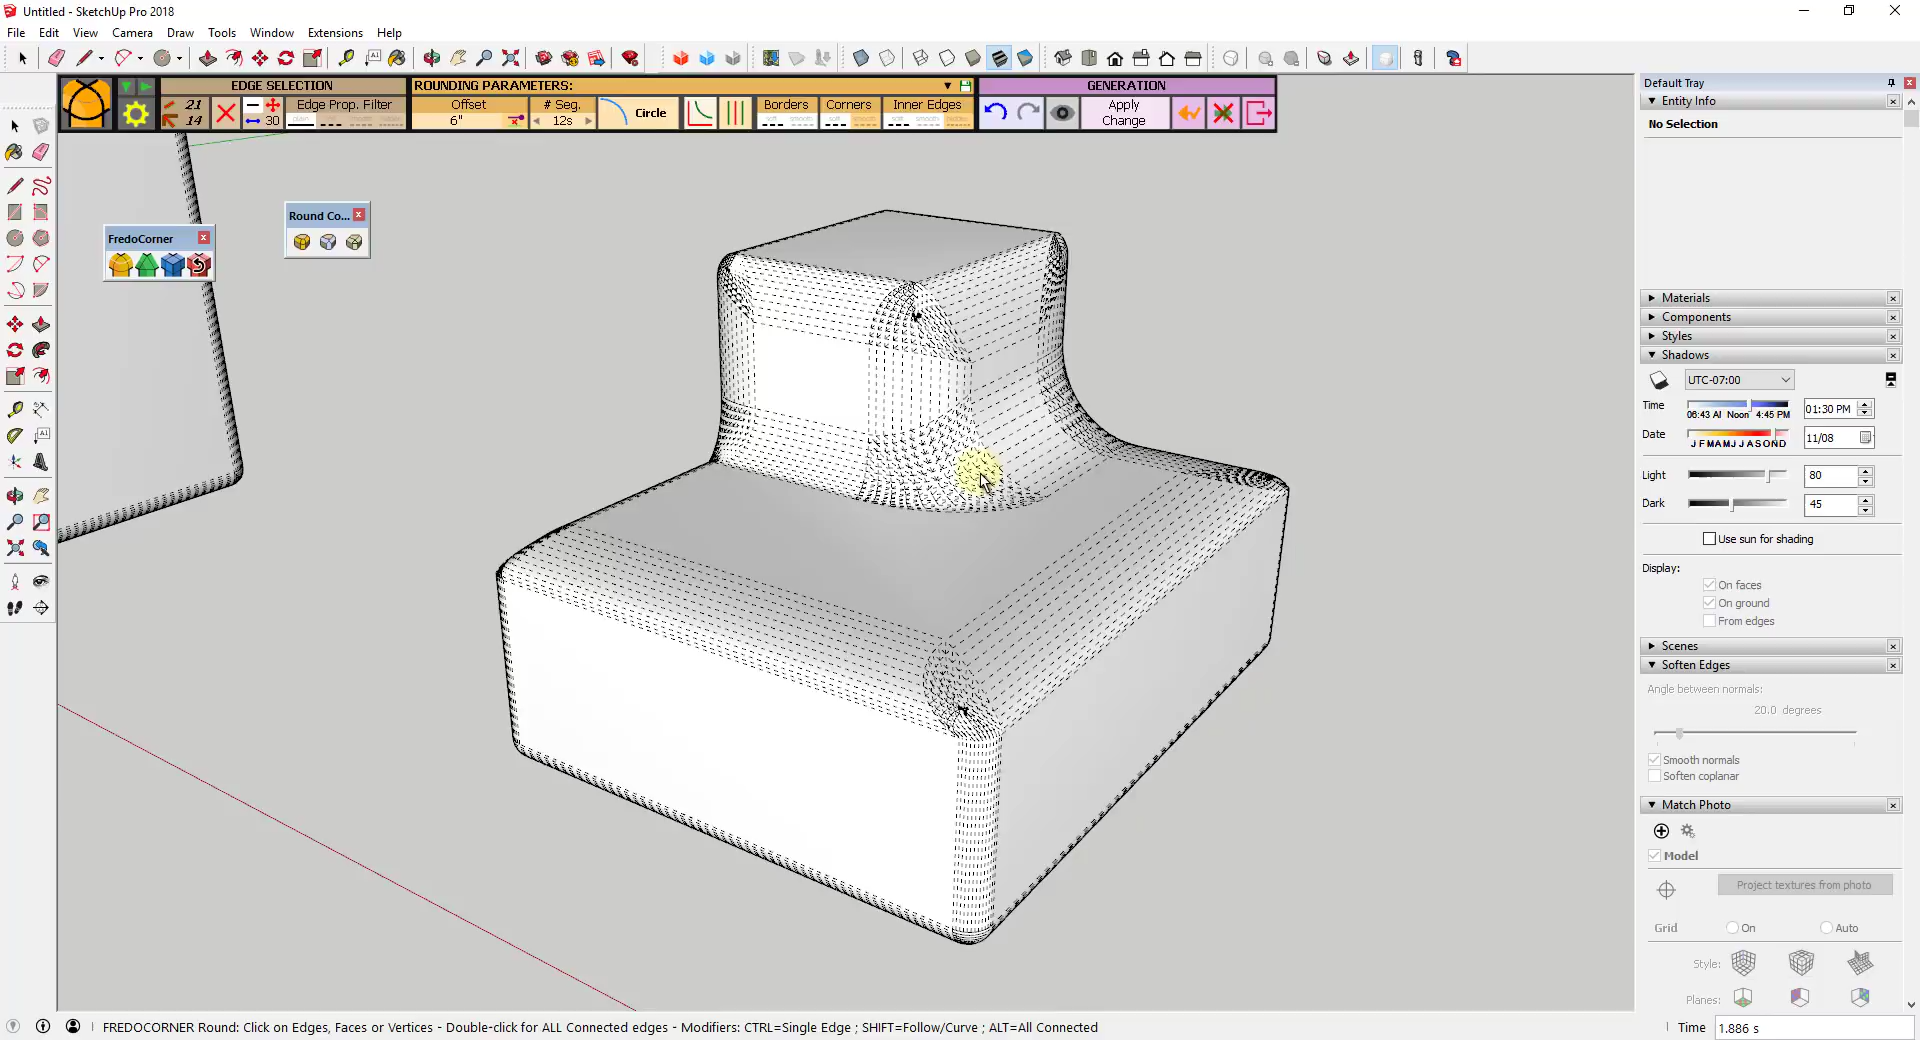 Untitled - SketchUp Pro 2018
File Edit View Camera Draw Tools Window Extensions Help
EDGE SELECTION
21
14
30
Edge Prop. Filter
ROUNDING PARAMETERS:
Offset
6"
# Seg.
12s
Circle
Borders
Corners
Inner Edges
GENERATION
Apply
Change
FredoCorner
Round Co...
Default Tray
Entity Info
No Selection
Materials
Components
Styles
Shadows
UTC-07:00
Time
06:43 AI Noon 4:45 PM
01:30 PM
Date
J F M A M J J A S O N D
11/08
Light
80
Dark
45
Use sun for shading
Display:
On faces
On ground
From edges
Scenes
Soften Edges
Angle between normals:
20.0 degrees
Smooth normals
Soften coplanar
Match Photo
Model
Project textures from photo
Grid
On
Auto
Style:
Planes:
FREDOCORNER Round: Click on Edges, Faces or Vertices - Double-click for ALL Connected edges - Modifiers: CTRL=Single Edge ; SHIFT=Follow/Curve ; ALT=All Connected
Time 1.886 s